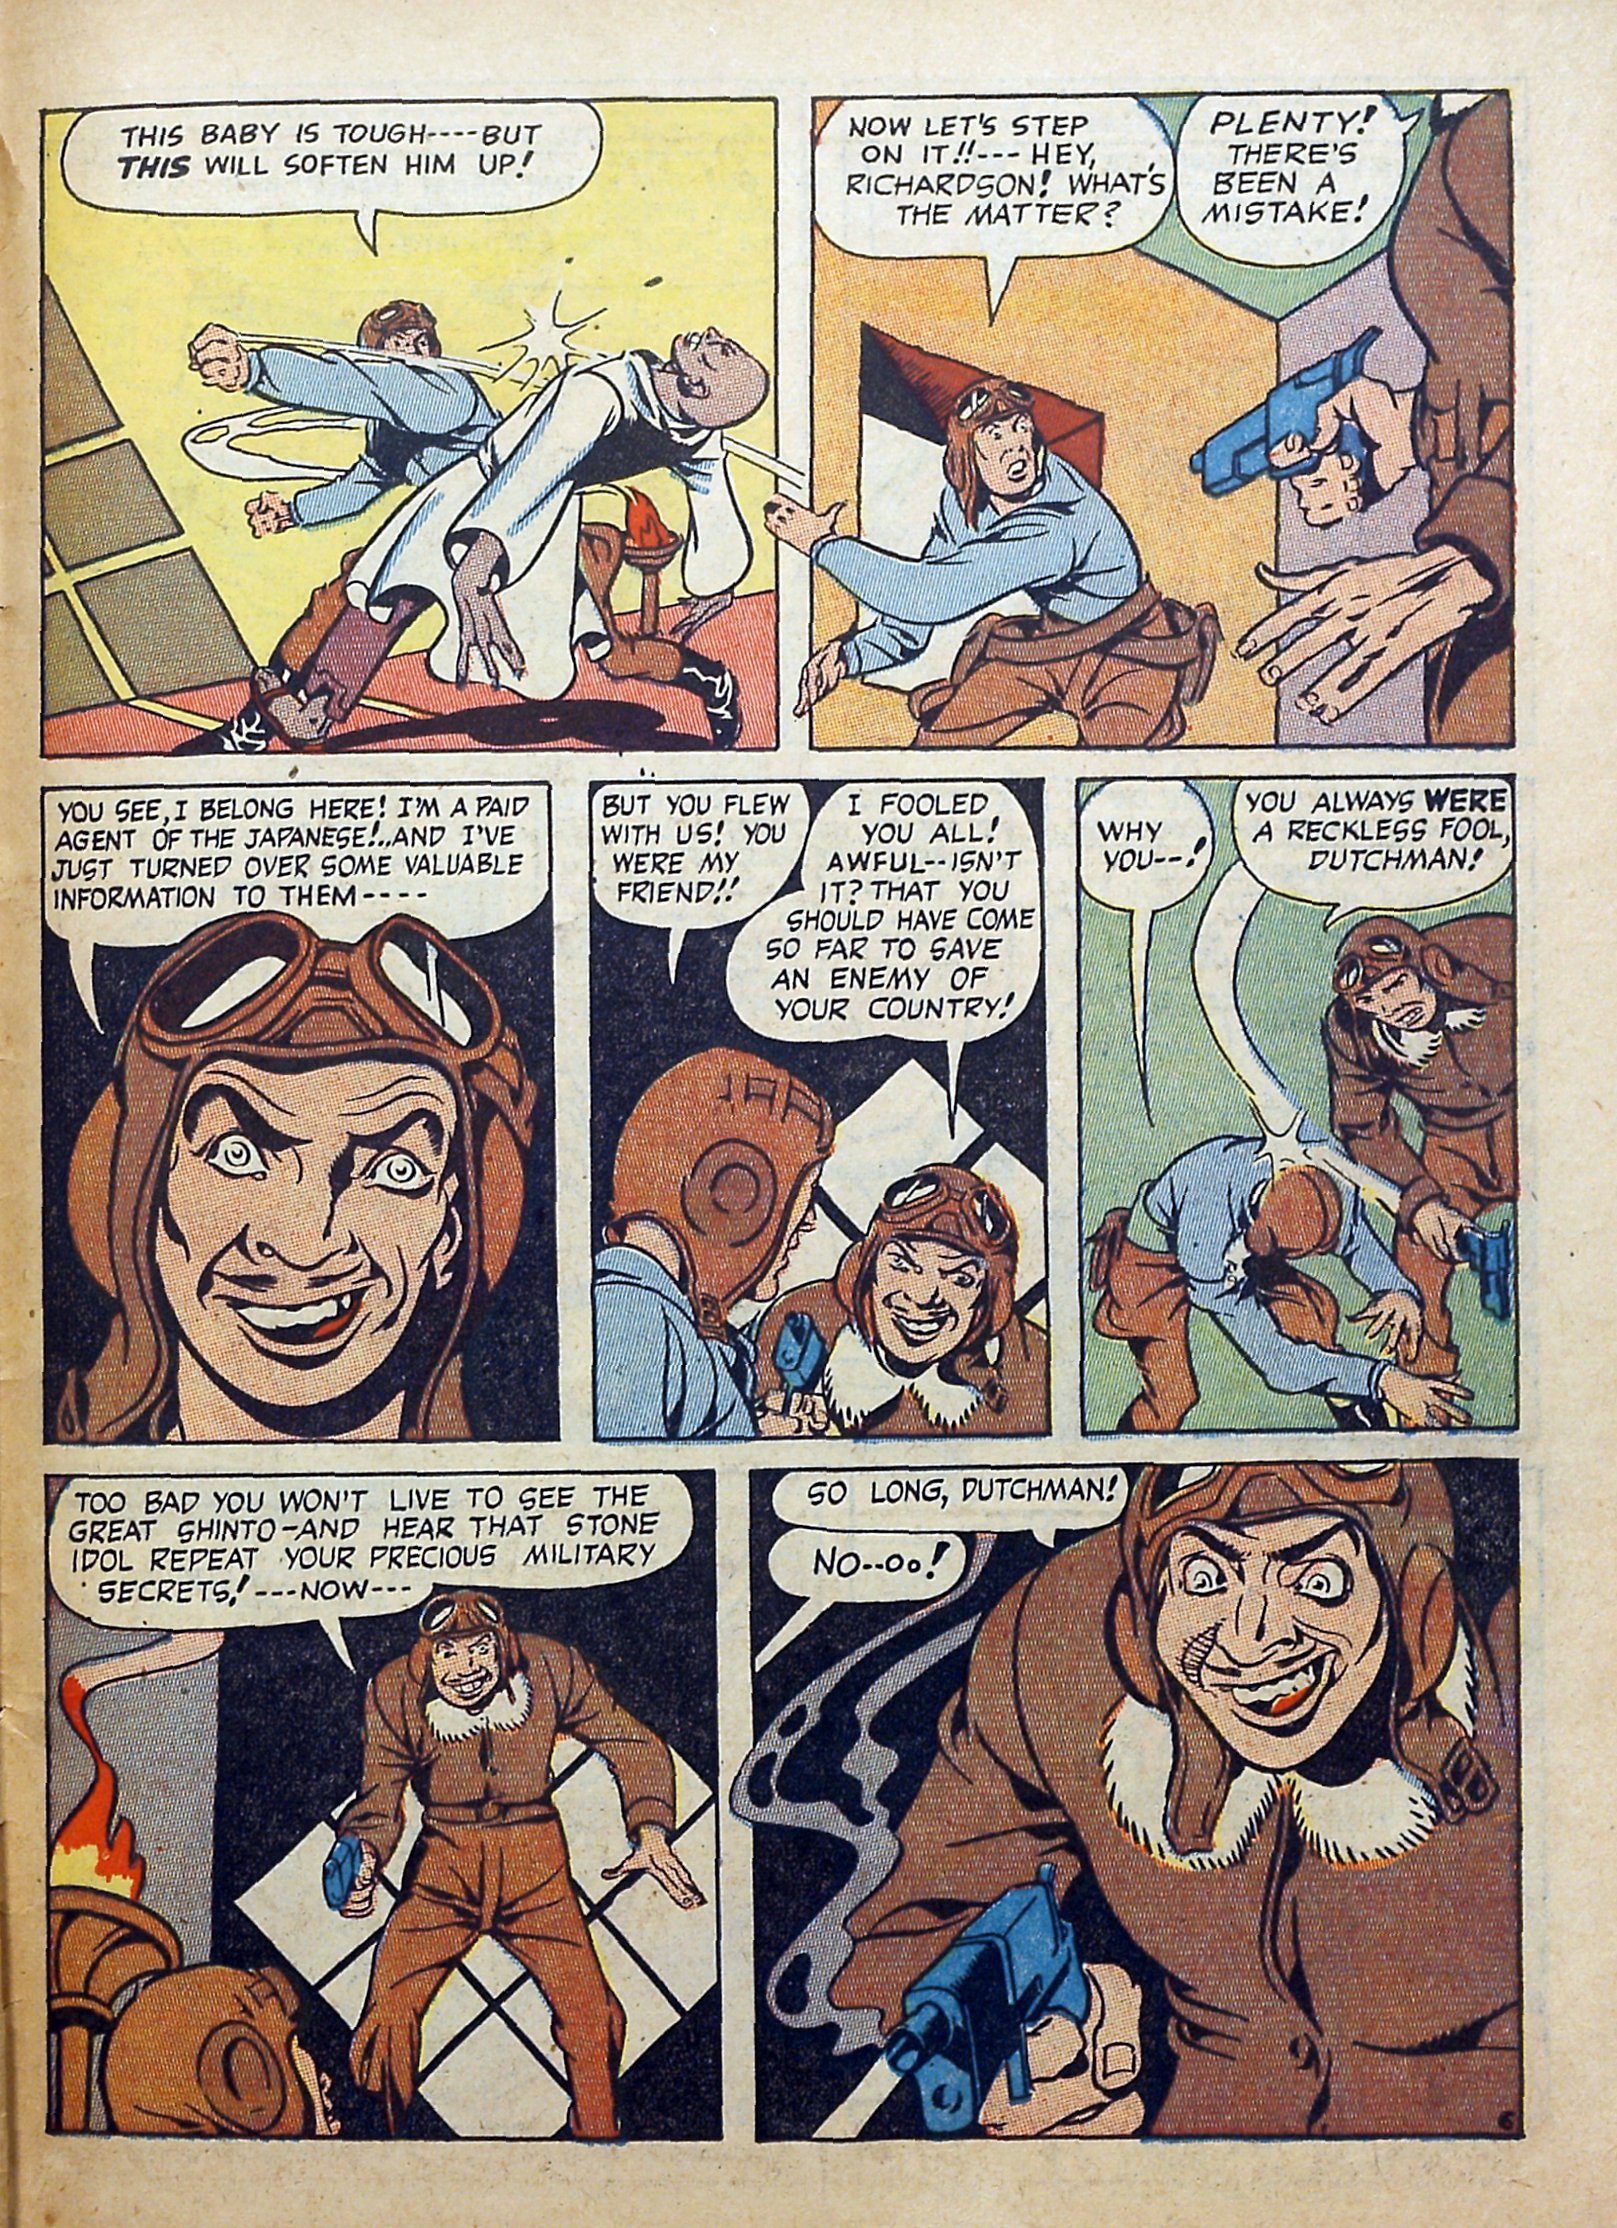 THIS BABY IS TOUGH----BUT
THIS WILL SOFTEN HIM UP!
NOW LET'S STEP
ON IT!!---HEY,
RICHARDSON! WHAT'S
THE MATTER?
PLENTY!
THERE'S
BEEN A
MISTAKE!
YOU SEE, I BELONG HERE! I'M A PAID
AGENT OF THE JAPANESE!..AND I'VE
JUST TURNED OVER SOME VALUABLE
INFORMATION TO THEM----
BUT YOU FLEW
WITH US! YOU
WERE MY
FRIEND!!
I FOOLED
YOU ALL!
AWFUL--ISN'T
IT? THAT YOU
SHOULD HAVE COME
SO FAR TO SAVE
AN ENEMY OF
YOUR COUNTRY!
WHY
YOU--!
YOU ALWAYS WERE
A RECKLESS FOOL,
DUTCHMAN!
TOO BAD YOU WON'T LIVE TO SEE THE
GREAT SHINTO-AND HEAR THAT STONE
IDOL REPEAT YOUR PRECIOUS MILITARY
SECRETS!---NOW---
SO LONG, DUTCHMAN!
NO--OO!
6